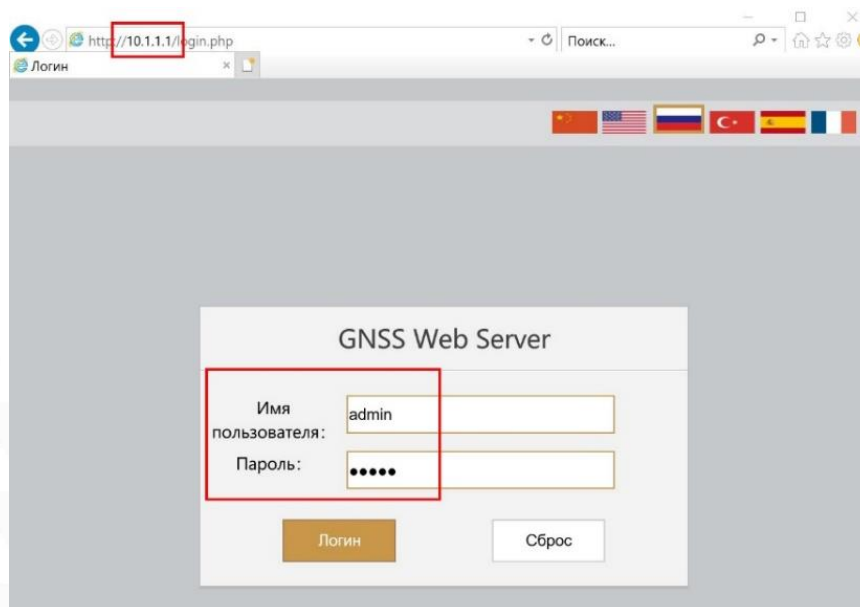 http://10.1.1.1/login.php
Поиск...
Логин
GNSS Web Server
Имя
пользователя:
admin
Пароль:
●●●●●
Логин
Сброс